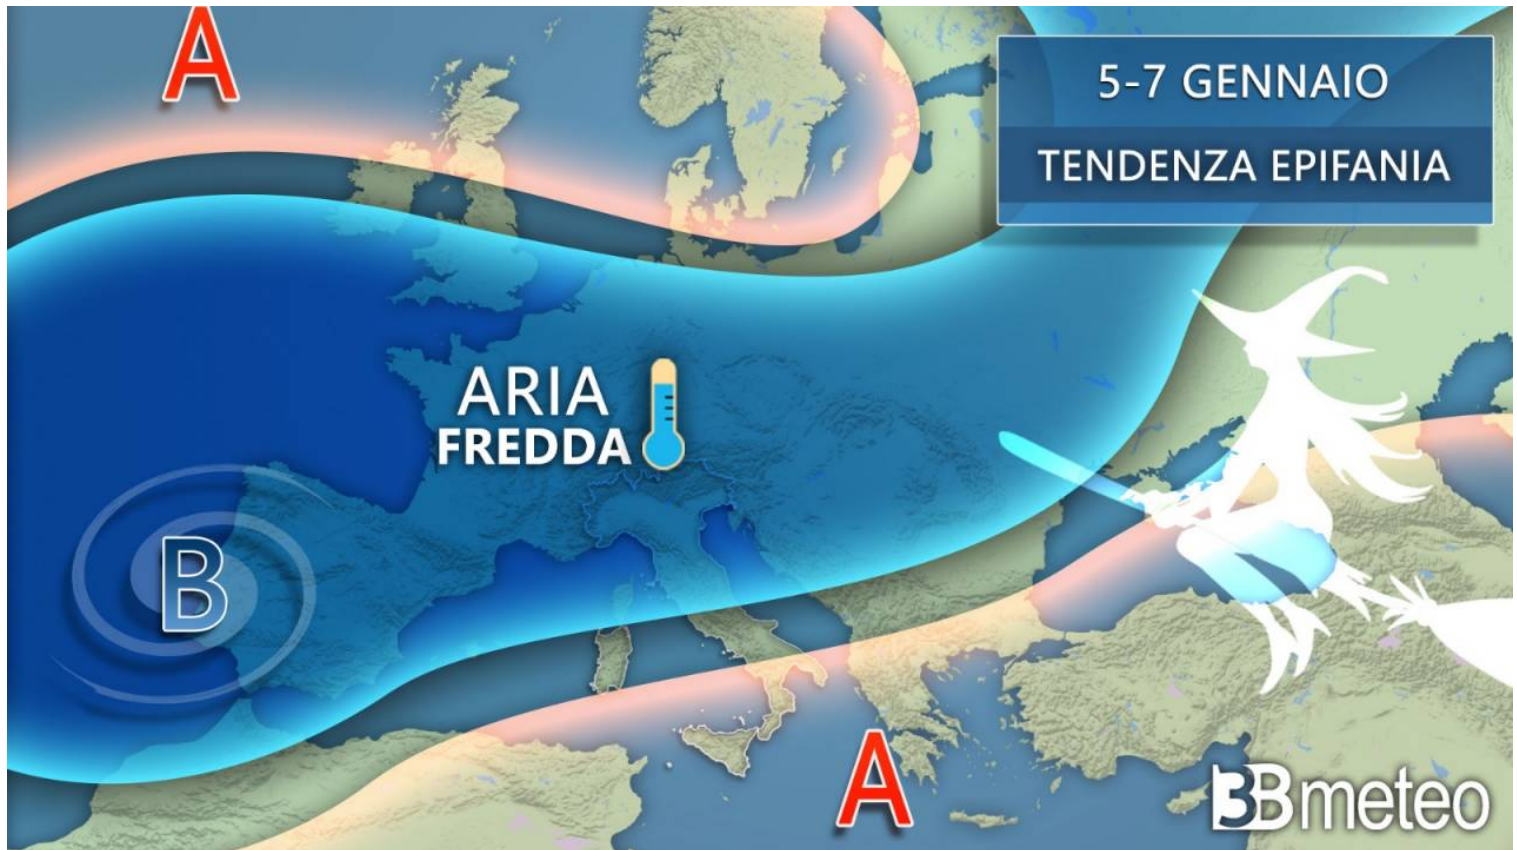 A
5-7 GENNAIO
TENDENZA EPIFANIA
ARIA
FREDDA
B
A
3Bmeteo